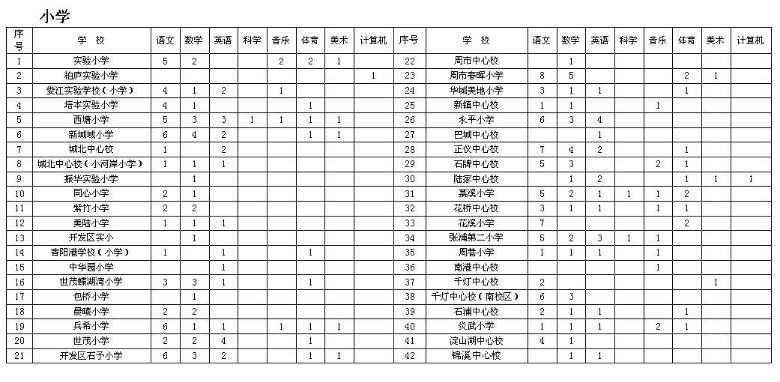 小学
序号 学 校 语文 数学 英语 科学 音乐 体育 美术 计算机 序号 学 校 语文 数学 英语 科学 音乐 体育 美术 计算机
1 实验小学 5 2 2 2 1 22 周市中心校 1
2 柏庐实验小学 1 23 周市春晖小学 8 5 2 1
3 娄江实验学校(小学) 4 1 2 1 24 华城美地小学 3 1 1 1
4 培本实验小学 4 1 1 25 新镇中心校 1 1 1
5 西塘小学 5 3 3 1 1 1 1 26 永平小学 6 3 4
6 新城域小学 6 4 2 1 1 27 巴城中心校 1
7 城北中心校 1 2 28 正仪中心校 7 4 2 1
8 城北中心校(小河岸小学) 1 1 1 29 石牌中心校 5 3 2 1
9 振华实验小学 1 30 陆家中心校 1 2 1 1 1
10 同心小学 2 1 31 菉溪小学 5 2 1 1 1 2
11 紫竹小学 2 2 32 花桥中心校 3 1 1 1 1
12 美陆小学 1 1 1 33 花溪小学 7 2
13 开发区实小 1 34 张浦第二小学 5 2 3 1 1
14 青阳港学校(小学) 1 1 1 35 周巷小学 1 1 1 1
15 中华园小学 1 36 南港中心校 1
16 世茂蝶湖湾小学 3 3 1 1 37 千灯中心校 2 1
17 包桥小学 1 38 千灯中心校(南校区) 6 3
18 晨曦小学 2 2 39 石浦中心校 2 1 1 1
19 兵希小学 6 1 1 1 1 1 40 炎武小学 1 1 1 2 1
20 世茂小学 2 2 4 1 41 淀山湖中心校 4 1
21 开发区石予小学 6 3 2 1 1 42 锦溪中心校 1 1